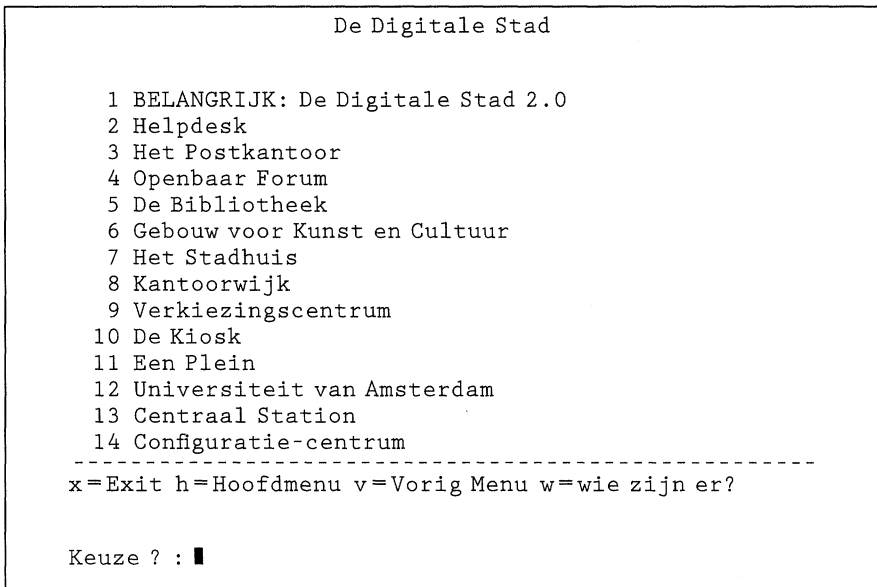 De Digitale Stad
1 BELANGRIJK: De Digitale Stad 2.0
2 Helpdesk
3 Het Postkantoor
4 Openbaar Forum
5 De Bibliotheek
6 Gebouw voor Kunst en Cultuur
7 Het Stadhuis
8 Kantoorwijk
9 Verkiezingscentrum
10 De Kiosk
11 Een Plein
12 Universiteit van Amsterdam
13 Centraal Station
14 Configuratie-centrum
x=Exit h=Hoofdmenu v=Vorig Menu w=wie zijn er?
Keuze ? :